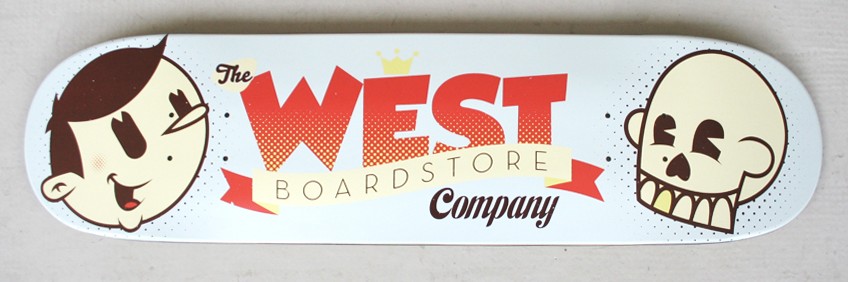 The
WEST
BOARDSTORE
Company